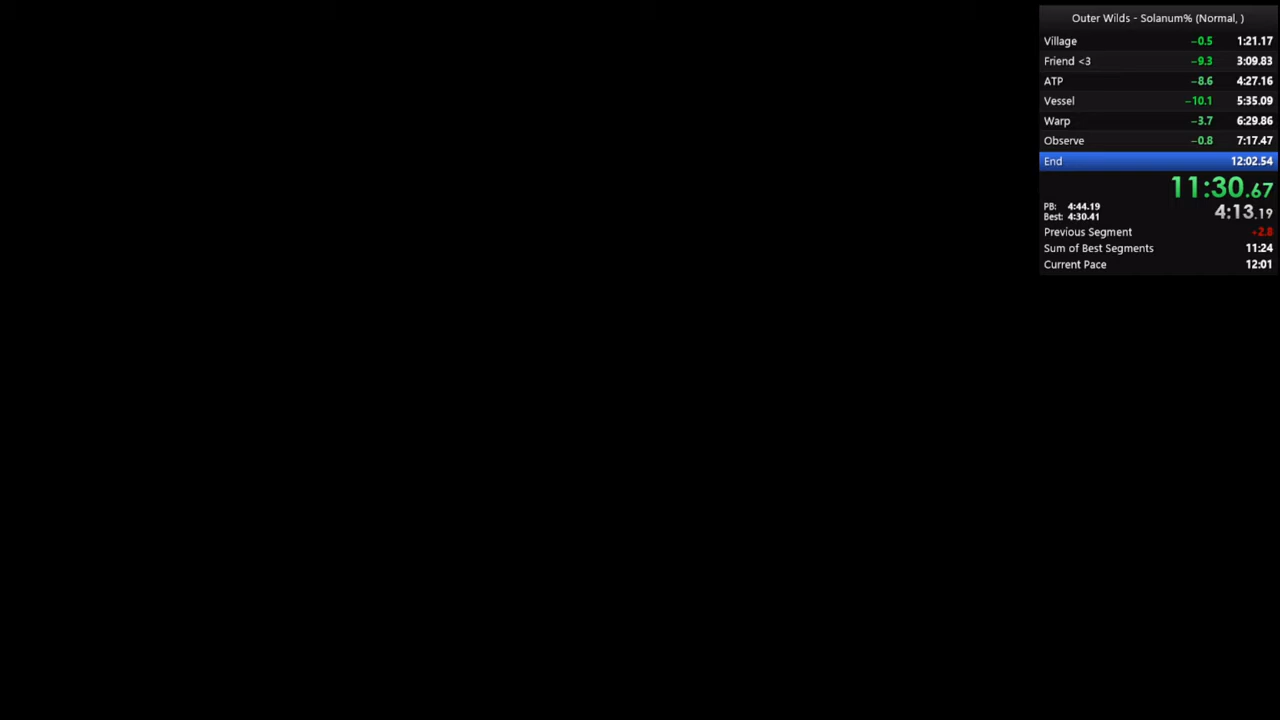 Outer Wilds - Solanum% (Normal, )
Village −0.5 1:21.17
Friend <3 −9.3 3:09.83
ATP −8.6 4:27.16
Vessel −10.1 5:35.09
Warp −3.7 6:29.86
Observe −0.8 7:17.47
End 12:02.54
11:30.67
PB: 4:44.19
Best: 4:30.41
4:13.19
Previous Segment +2.8
Sum of Best Segments 11:24
Current Pace 12:01